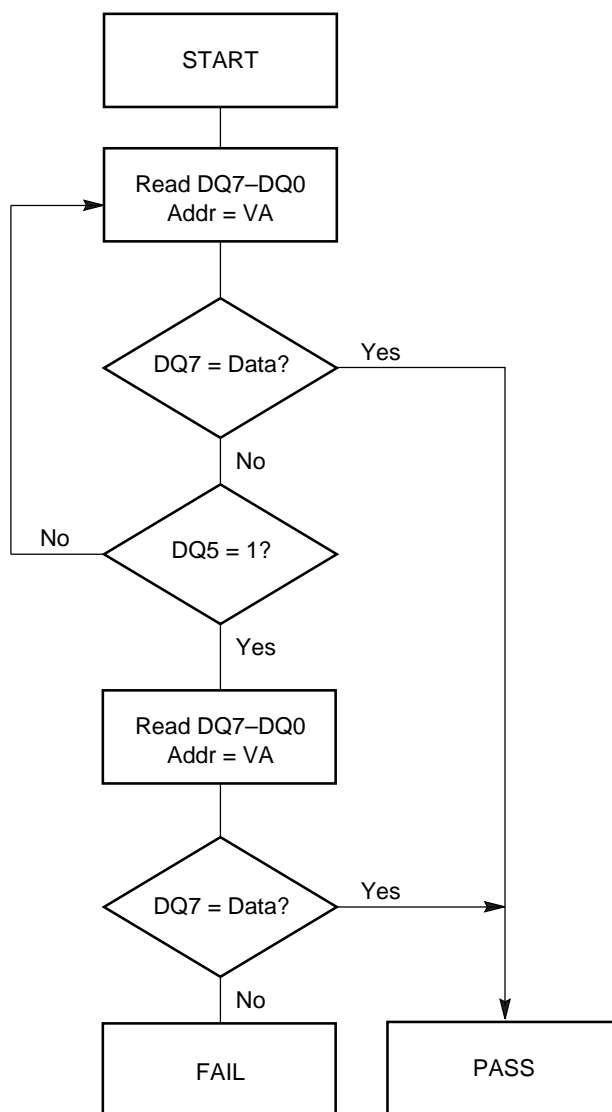 START
Read DQ7–DQ0
Addr = VA
DQ7 = Data?
Yes
No
No
DQ5 = 1?
Yes
Read DQ7–DQ0
Addr = VA
DQ7 = Data?
Yes
No
FAIL
PASS